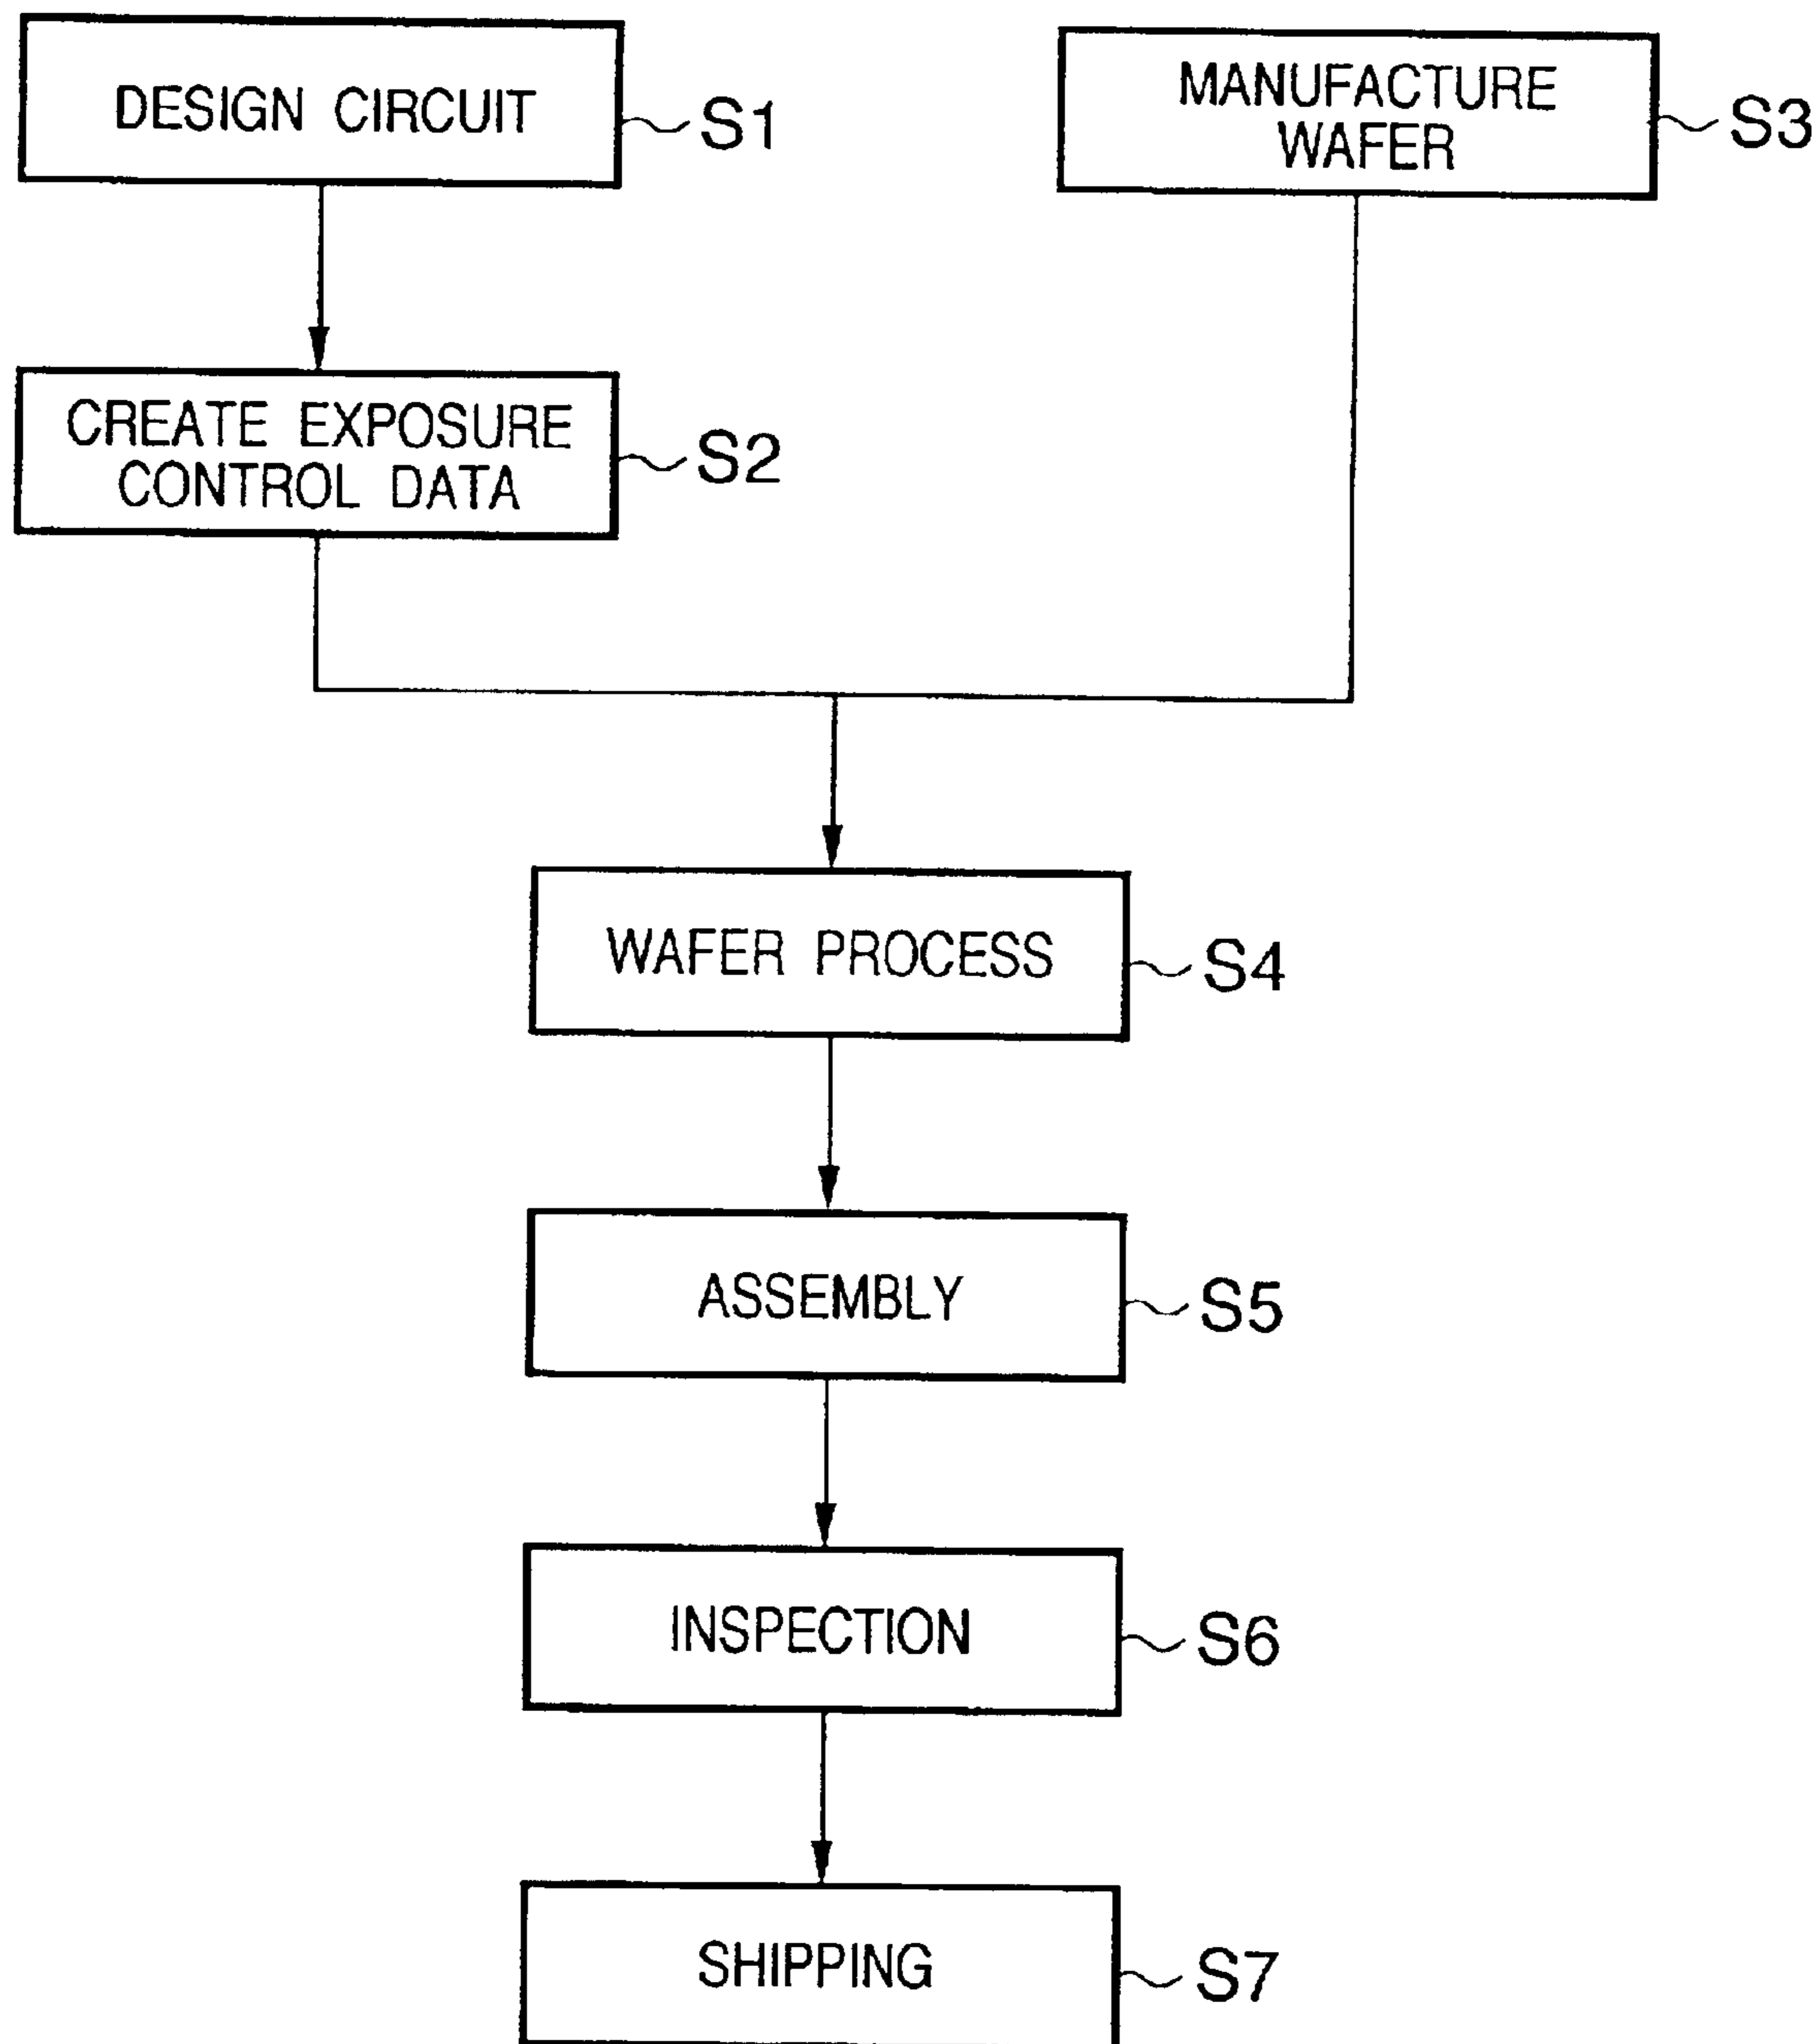 DESIGN CIRCUIT
S1
MANUFACTURE
WAFER
S3
CREATE EXPOSURE
CONTROL DATA
S2
WAFER PROCESS
S4
ASSEMBLY
S5
INSPECTION
S6
SHIPPING
S7